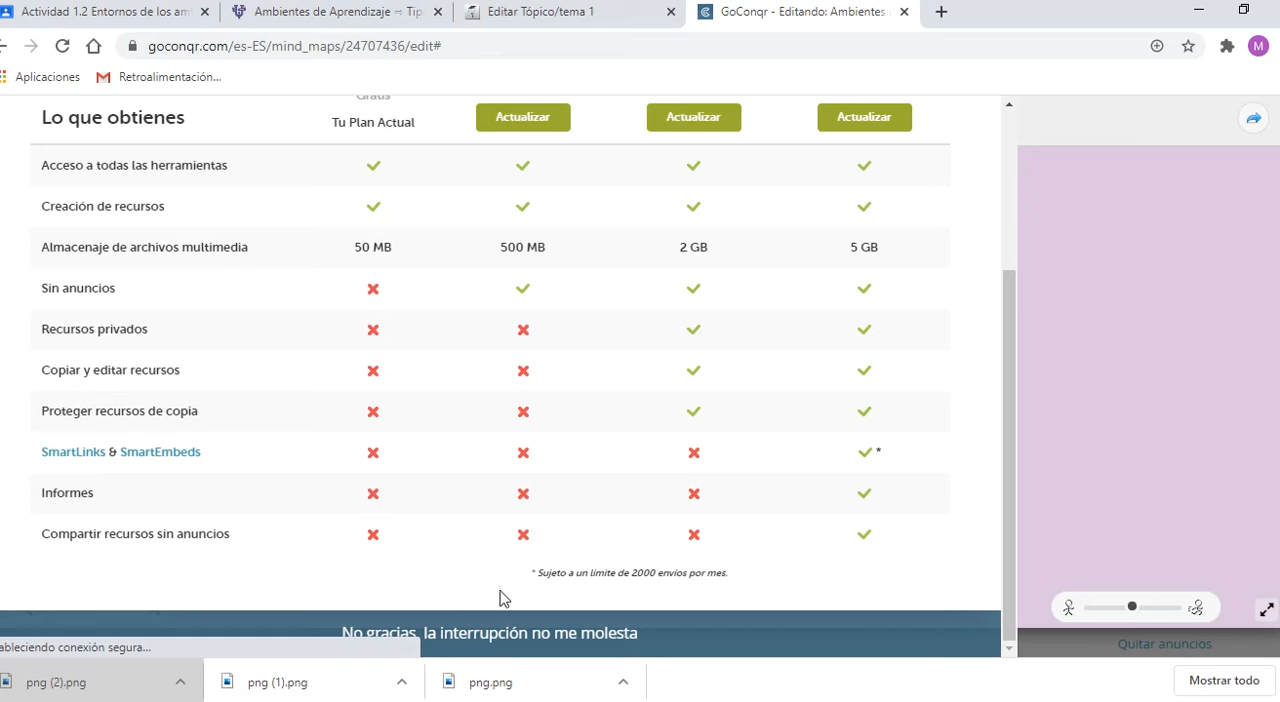 Actividad 1.2 Entornos de los am
Ambientes de Aprendizaje ⇨ Tip
Editar Tópico/tema 1
GoConqr - Editando: Ambientes
goconqr.com/es-ES/mind_maps/24707436/edit#
M
Aplicaciones
Retroalimentación...
Gratis
Lo que obtienes
Tu Plan Actual
Actualizar
Actualizar
Actualizar
Acceso a todas las herramientas
Creación de recursos
Almacenaje de archivos multimedia 50 MB 500 MB 2 GB 5 GB
Sin anuncios
Recursos privados
Copiar y editar recursos
Proteger recursos de copia
SmartLinks & SmartEmbeds *
Informes
Compartir recursos sin anuncios
* Sujeto a un límite de 2000 envíos por mes.
No gracias, la interrupción no me molesta
Quitar anuncios
ableciendo conexión segura...
png (2).png
png (1).png
png.png
Mostrar todo